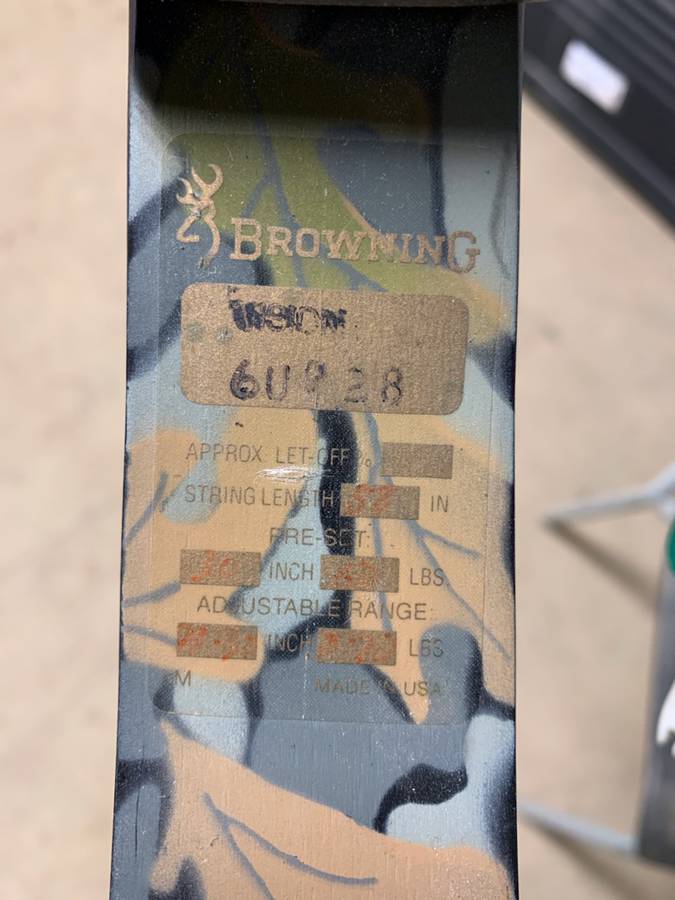 BROWNING
VISION
6U928
APPROX. LET-OFF %
STRING LENGTH IN
PRE-SET:
INCH LBS.
ADJUSTABLE RANGE:
INCH LBS
M MADE IN USA